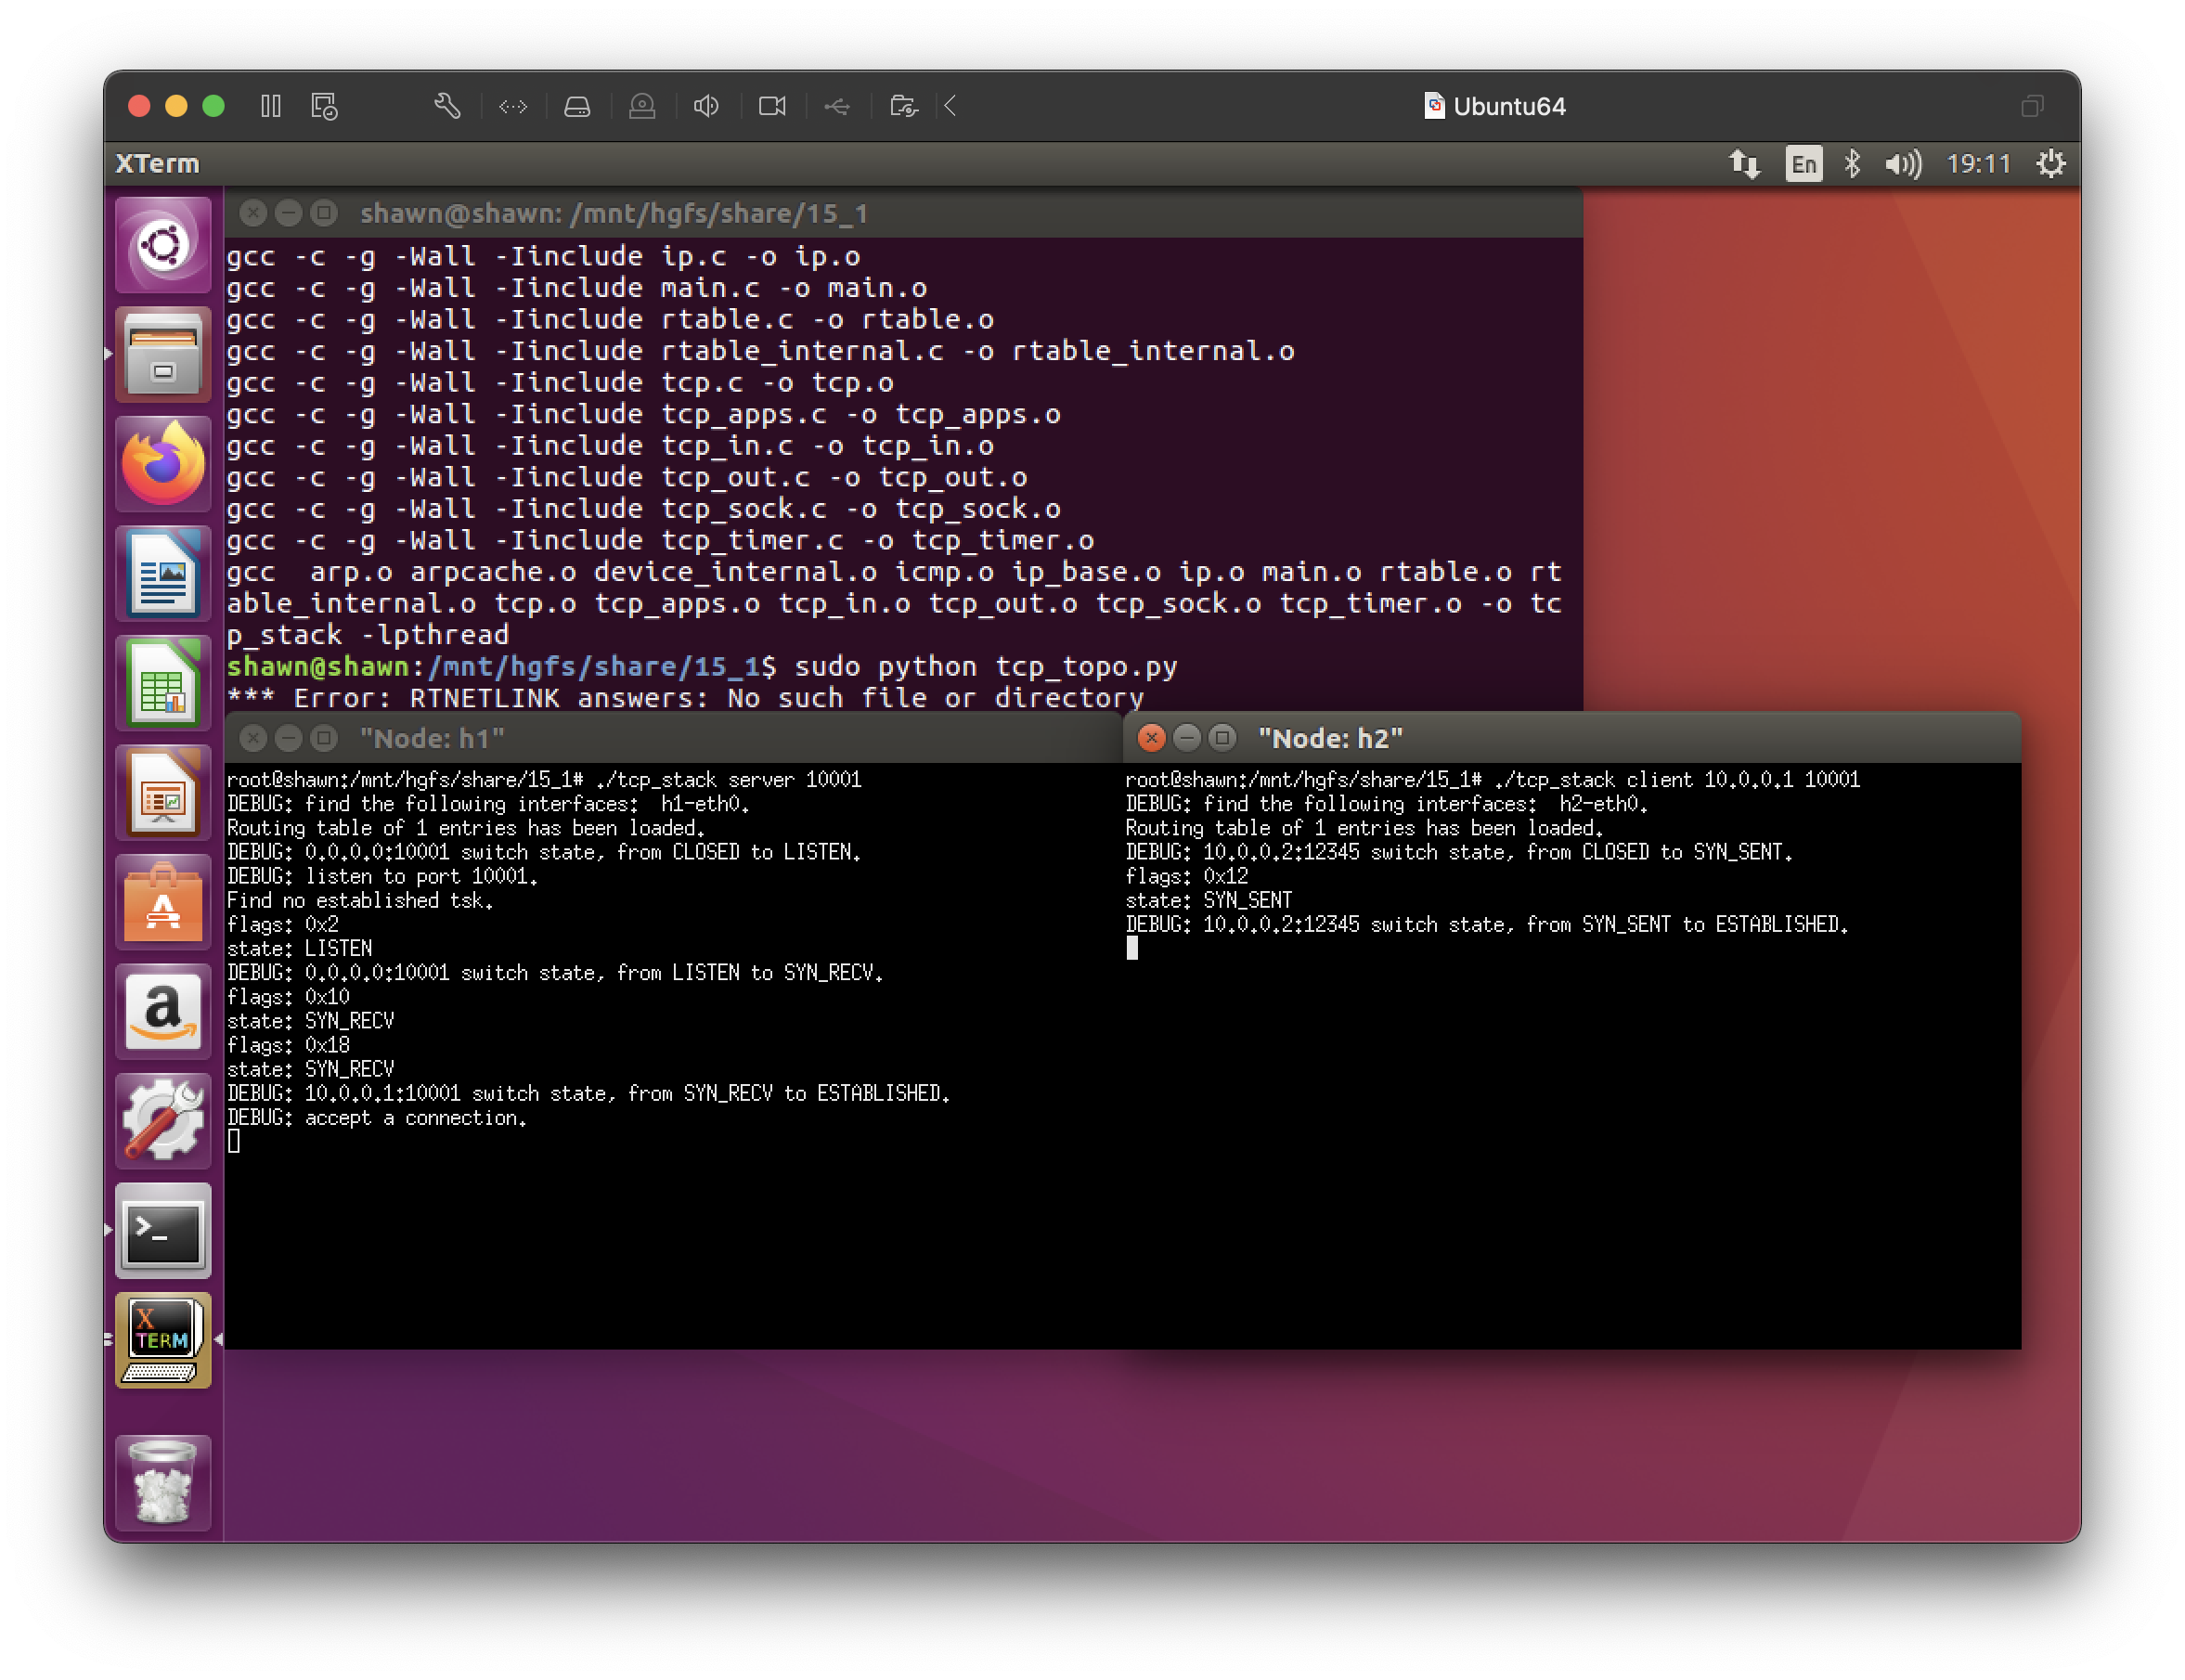 Ubuntu64
XTerm
En
19:11
shawn@shawn: /mnt/hgfs/share/15_1
gcc -c -g -Wall -Iinclude ip.c -o ip.o
gcc -c -g -Wall -Iinclude main.c -o main.o
gcc -c -g -Wall -Iinclude rtable.c -o rtable.o
gcc -c -g -Wall -Iinclude rtable_internal.c -o rtable_internal.o
gcc -c -g -Wall -Iinclude tcp.c -o tcp.o
gcc -c -g -Wall -Iinclude tcp_apps.c -o tcp_apps.o
gcc -c -g -Wall -Iinclude tcp_in.c -o tcp_in.o
gcc -c -g -Wall -Iinclude tcp_out.c -o tcp_out.o
gcc -c -g -Wall -Iinclude tcp_sock.c -o tcp_sock.o
gcc -c -g -Wall -Iinclude tcp_timer.c -o tcp_timer.o
gcc  arp.o arpcache.o device_internal.o icmp.o ip_base.o ip.o main.o rtable.o rt
able_internal.o tcp.o tcp_apps.o tcp_in.o tcp_out.o tcp_sock.o tcp_timer.o -o tc
p_stack -lpthread
shawn@shawn:/mnt/hgfs/share/15_1$ sudo python tcp_topo.py
*** Error: RTNETLINK answers: No such file or directory
"Node: h1"
root@shawn:/mnt/hgfs/share/15_1# ./tcp_stack server 10001
DEBUG: find the following interfaces:  h1-eth0.
Routing table of 1 entries has been loaded.
DEBUG: 0.0.0.0:10001 switch state, from CLOSED to LISTEN.
DEBUG: listen to port 10001.
Find no established tsk.
flags: 0x2
state: LISTEN
DEBUG: 0.0.0.0:10001 switch state, from LISTEN to SYN_RECV.
flags: 0x10
state: SYN_RECV
flags: 0x18
state: SYN_RECV
DEBUG: 10.0.0.1:10001 switch state, from SYN_RECV to ESTABLISHED.
DEBUG: accept a connection.
"Node: h2"
root@shawn:/mnt/hgfs/share/15_1# ./tcp_stack client 10.0.0.1 10001
DEBUG: find the following interfaces:  h2-eth0.
Routing table of 1 entries has been loaded.
DEBUG: 10.0.0.2:12345 switch state, from CLOSED to SYN_SENT.
flags: 0x12
state: SYN_SENT
DEBUG: 10.0.0.2:12345 switch state, from SYN_SENT to ESTABLISHED.
X
TERM